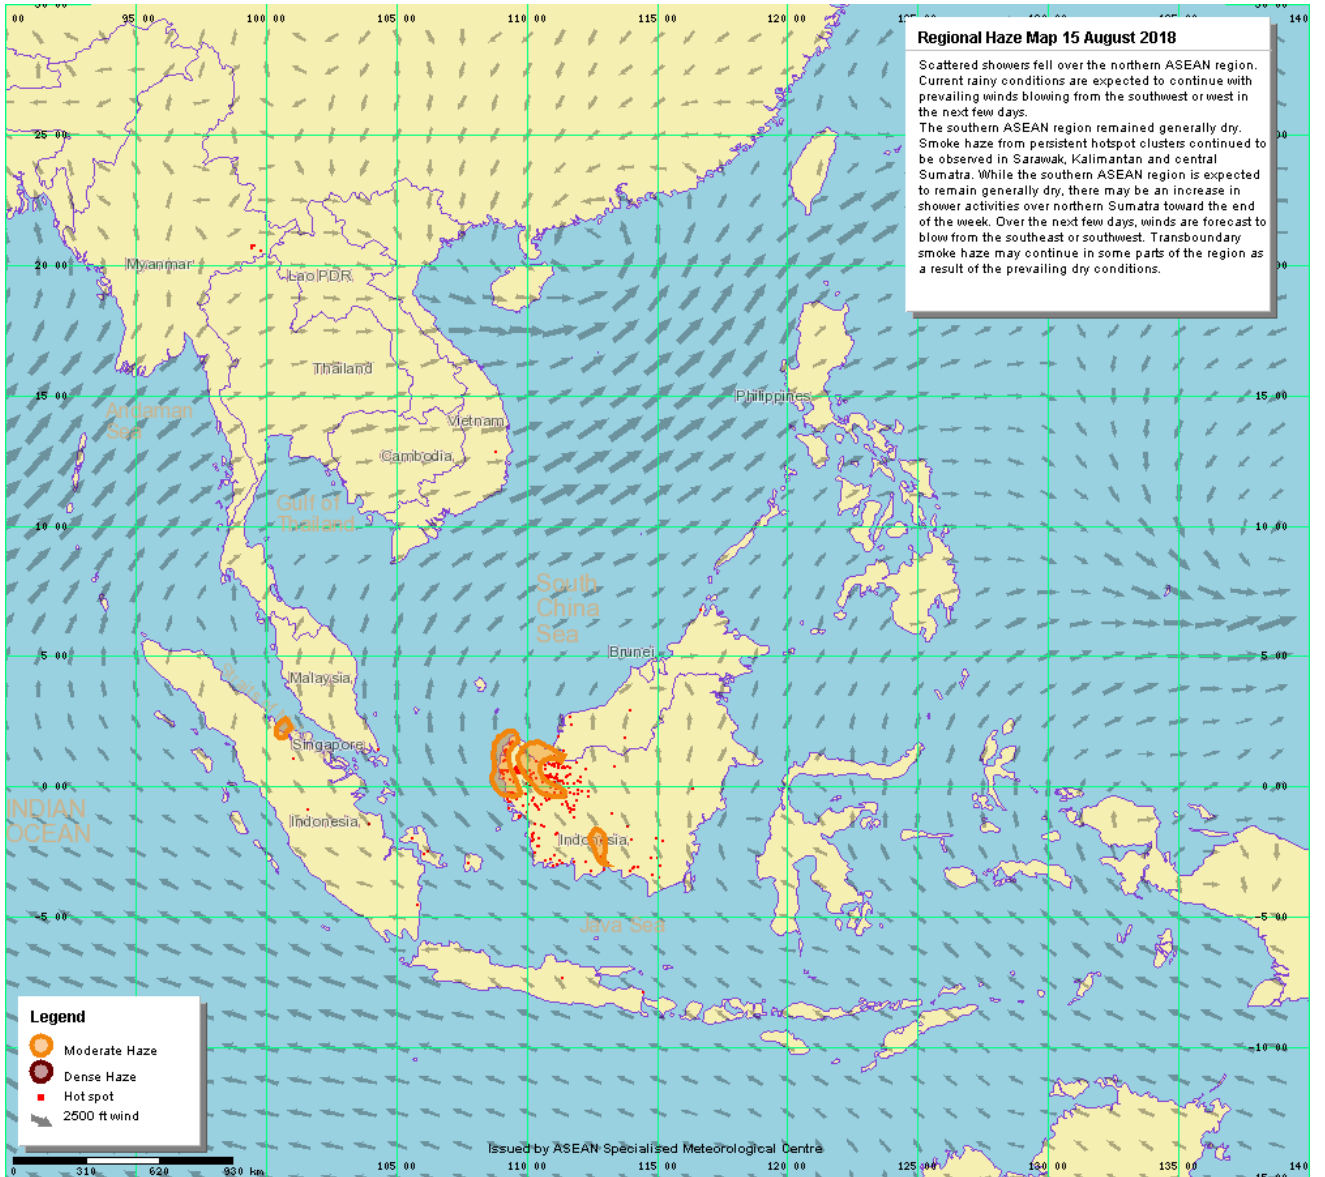 00 95 00 100 00 105 00 110 00 115 00 120 00 140
Regional Haze Map 15 August 2018
Scattered showers fell over the northern ASEAN region.
Current rainy conditions are expected to continue with
prevailing winds blowing from the southwest or west in
the next few days.
The southern ASEAN region remained generally dry.
Smoke haze from persistent hotspot clusters continued to
be observed in Sarawak, Kalimantan and central
Sumatra. While the southern ASEAN region is expected
to remain generally dry, there may be an increase in
shower activities over northern Sumatra toward the end
of the week. Over the next few days, winds are forecast to
blow from the southeast or southwest. Transboundary
smoke haze may continue in some parts of the region as
a result of the prevailing dry conditions.
25 00
Myanmar
20 00
Lao PDR
Thailand
15 00 Philippines 15 00
Andaman
Sea
Vietnam
Cambodia
Gulf of
Thailand
10 00 10 00
South
China
Sea
Brunei
5 00 5 00
Malaysia
Singapore
0 00 0 00
INDIAN
OCEAN
Indonesia
Indonesia
-5 00 -5 00
Java Sea
Legend
Moderate Haze
Dense Haze
Hot spot
2500 ft wind
-10 00
Issued by ASEAN Specialised Meteorological Centre
0 310 620 930 km
105 00 110 00 115 00 120 00 125 00 130 00 135 00